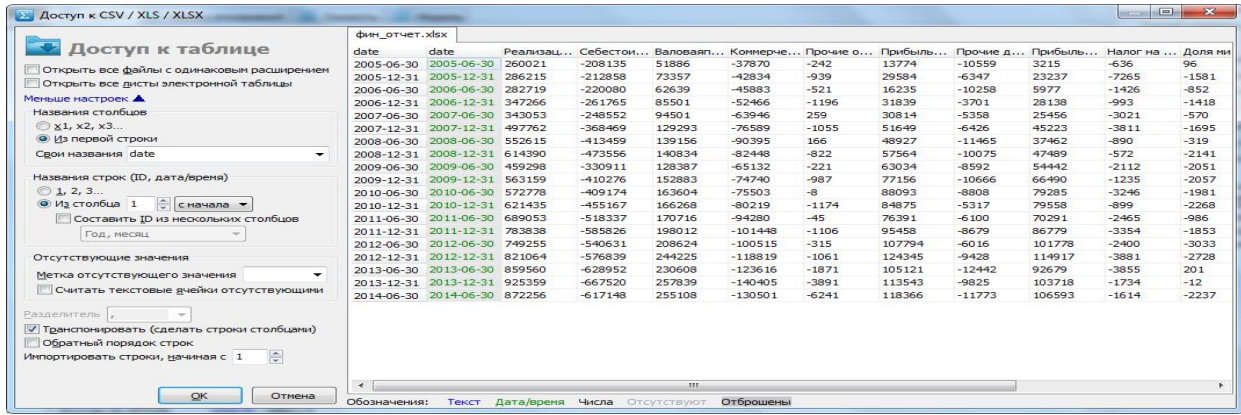 Доступ к CSV / XLS / XLSX
Доступ к таблице
Открыть все файлы с одинаковым расширением
Открыть все листы электронной таблицы
Меньше настроек
Названия столбцов
x1, x2, x3...
Из первой строки
Свои названия date
Названия строк (ID, дата/время)
1, 2, 3...
Из столбца 1 с начала
Составить ID из нескольких столбцов
Год, месяц
Отсутствующие значения
Метка отсутствующего значения
Считать текстовые ячейки отсутствующими
Разделитель ,
Транспонировать (сделать строки столбцами)
Обратный порядок строк
Импортировать строки, начиная с 1
OK Отмена
фин_отчет.xlsx
date date Реализац... Себестои... Валоваяп... Коммерче... Прочие о... Прибыль... Прочие д... Прибыль... Налог на ... Доля ми
2005-06-30 2005-06-30 260021 -208135 51886 -37870 -242 13774 -10559 3215 -636 96
2005-12-31 2005-12-31 286215 -212858 73357 -42834 -939 29584 -6347 23237 -7265 -1581
2006-06-30 2006-06-30 282719 -220080 62639 -45883 -521 16235 -10258 5977 -1426 -852
2006-12-31 2006-12-31 347266 -261765 85501 -52466 -1196 31839 -3701 28138 -993 -1418
2007-06-30 2007-06-30 343053 -248552 94501 -63946 259 30814 -5358 25456 -3021 -570
2007-12-31 2007-12-31 497762 -368469 129293 -76589 -1055 51649 -6426 45223 -3811 -1695
2008-06-30 2008-06-30 552615 -413459 139156 -90395 166 48927 -11465 37462 -890 -319
2008-12-31 2008-12-31 614390 -473556 140834 -82448 -822 57564 -10075 47489 -572 -2141
2009-06-30 2009-06-30 459298 -330911 128387 -65132 -221 63034 -8592 54442 -2112 -2051
2009-12-31 2009-12-31 563159 -410276 152883 -74740 -987 77156 -10666 66490 -1235 -2057
2010-06-30 2010-06-30 572778 -409174 163604 -75503 -8 88093 -8808 79285 -3246 -1981
2010-12-31 2010-12-31 621435 -455167 166268 -80219 -1174 84875 -5317 79558 -899 -2268
2011-06-30 2011-06-30 689053 -518337 170716 -94280 -45 76391 -6100 70291 -2465 -986
2011-12-31 2011-12-31 783838 -585826 198012 -101448 -1106 95458 -8679 86779 -3354 -1853
2012-06-30 2012-06-30 749255 -540631 208624 -100515 -315 107794 -6016 101778 -2400 -3033
2012-12-31 2012-12-31 821064 -576839 244225 -118819 -1061 124345 -9428 114917 -3881 -2728
2013-06-30 2013-06-30 859560 -628952 230608 -123616 -1871 105121 -12442 92679 -3855 201
2013-12-31 2013-12-31 925359 -667520 257839 -140405 -3891 113543 -9825 103718 -1734 -12
2014-06-30 2014-06-30 872256 -617148 255108 -130501 -6241 118366 -11773 106593 -1614 -2237
Обозначения: Текст Дата/время Числа Отсутствуют Отброшены